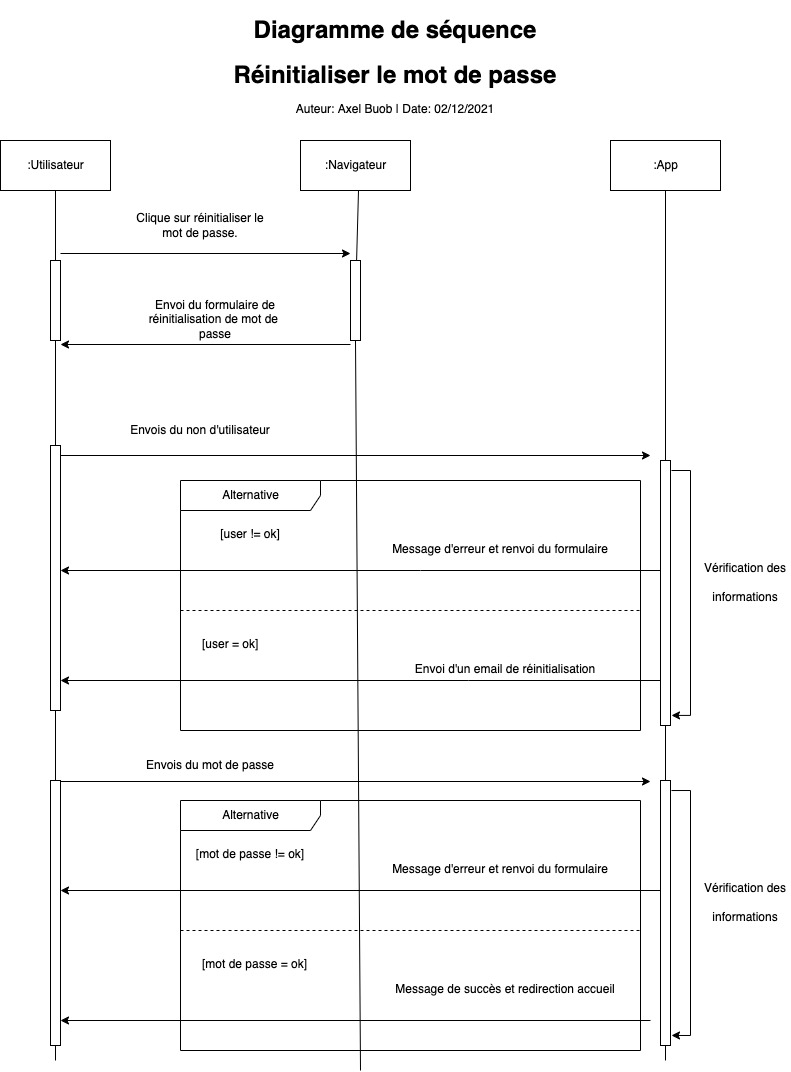 Diagramme de séquence
Réinitialiser le mot de passe
Auteur: Axel Buob | Date: 02/12/2021
:Utilisateur
:Navigateur
:App
Clique sur réinitialiser le
mot de passe.
Envoi du formulaire de
réinitialisation de mot de
passe
Envois du non d'utilisateur
Alternative
[user != ok]
Message d'erreur et renvoi du formulaire
Vérification des
informations
[user = ok]
Envoi d'un email de réinitialisation
Envois du mot de passe
Alternative
[mot de passe != ok]
Message d'erreur et renvoi du formulaire
Vérification des
informations
[mot de passe = ok]
Message de succès et redirection accueil